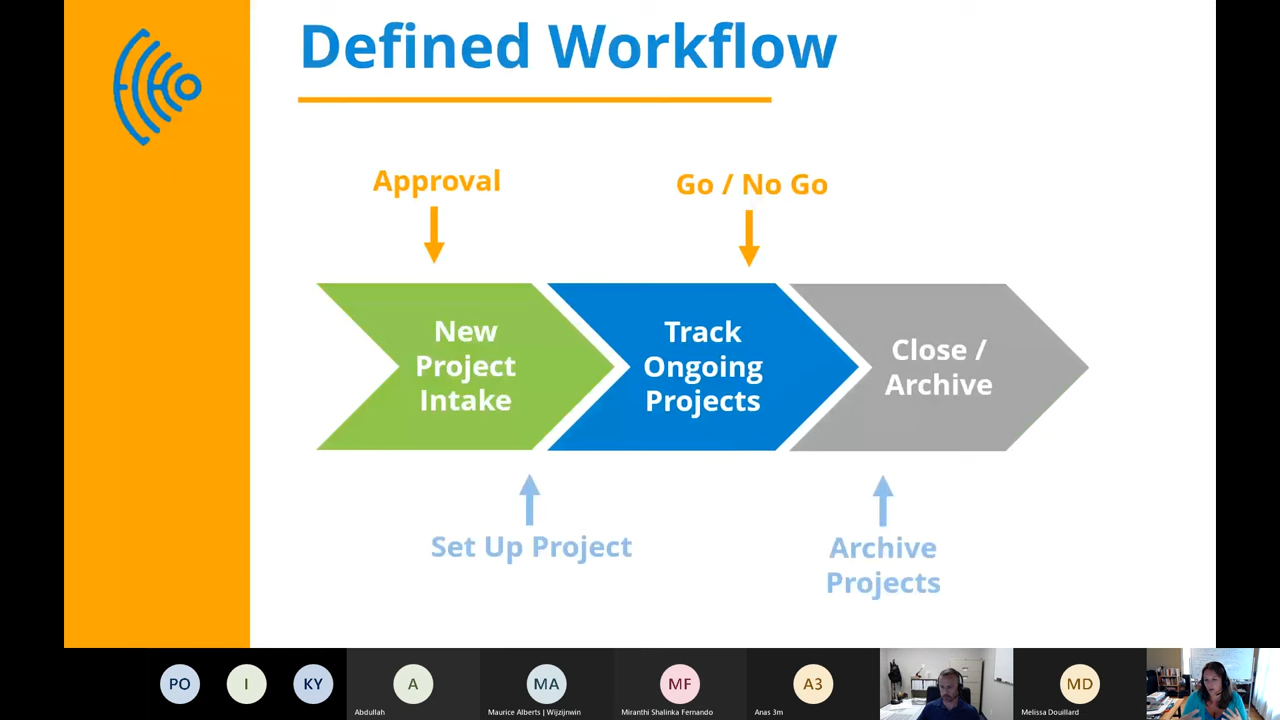 ECHO
Defined Workflow
Approval
Go / No Go
New
Project
Intake
Track
Ongoing
Projects
Close /
Archive
Set Up Project
Archive
Projects
PO
I
KY
A
MA
MF
A3
MD
Abdullah
Maurice Alberts | Wijzijnwin
Miranthi Shalinka Fernando
Anas 3m
Melissa Douillard